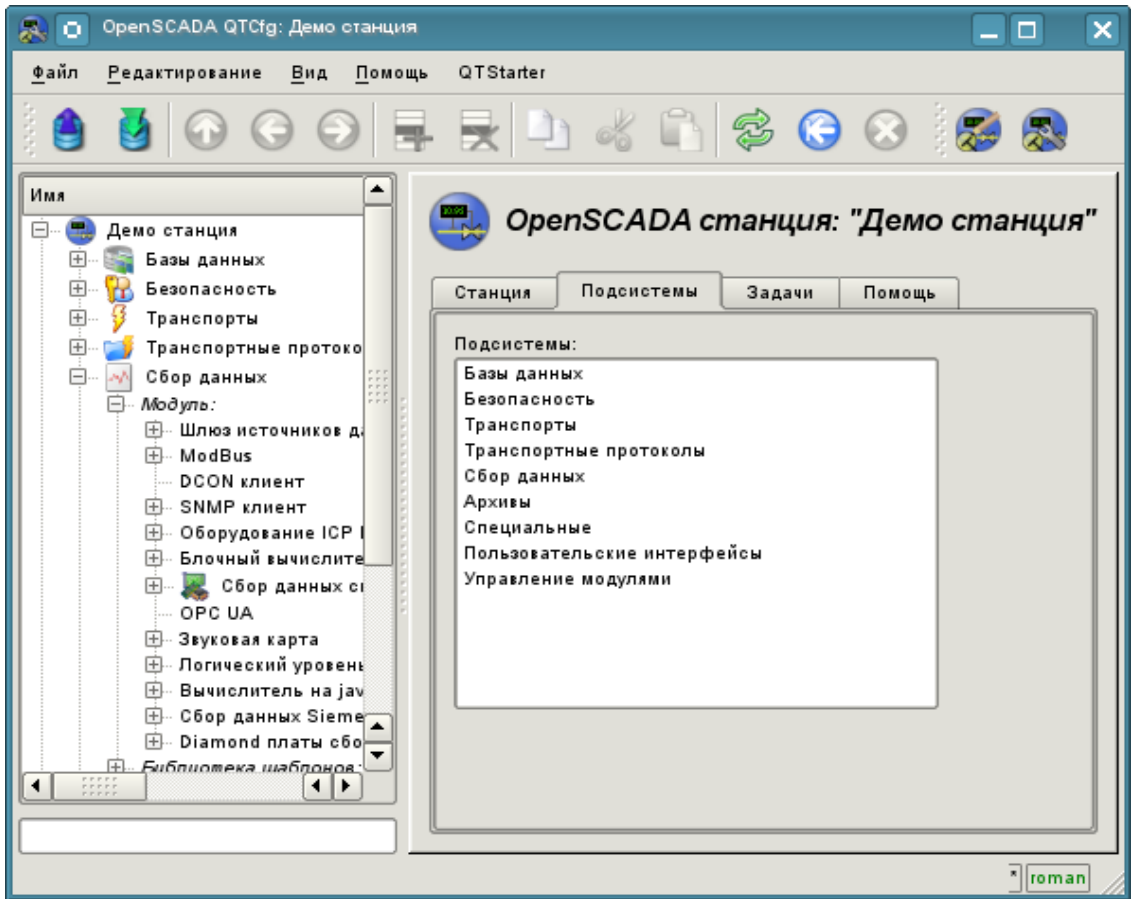 OpenSCADA QTCfg: Демо станция
Файл Редактирование Вид Помощь QTStarter
Имя
Демо станция
Базы данных
Безопасность
Транспорты
Транспортные протоко
Сбор данных
Модуль:
Шлюз источников д
ModBus
DCON клиент
SNMP клиент
Оборудование ICP
Блочный вычислите
Сбор данных
OPC UA
Звуковая карта
Логический уровень
Вычислитель на jav
Сбор данных Sieme
Diamond платы сбо
Библиотека шаблонов:
OpenSCADA станция: "Демо станция"
Станция Подсистемы Задачи Помощь
Подсистемы:
Базы данных
Безопасность
Транспорты
Транспортные протоколы
Сбор данных
Архивы
Специальные
Пользовательские интерфейсы
Управление модулями
* roman